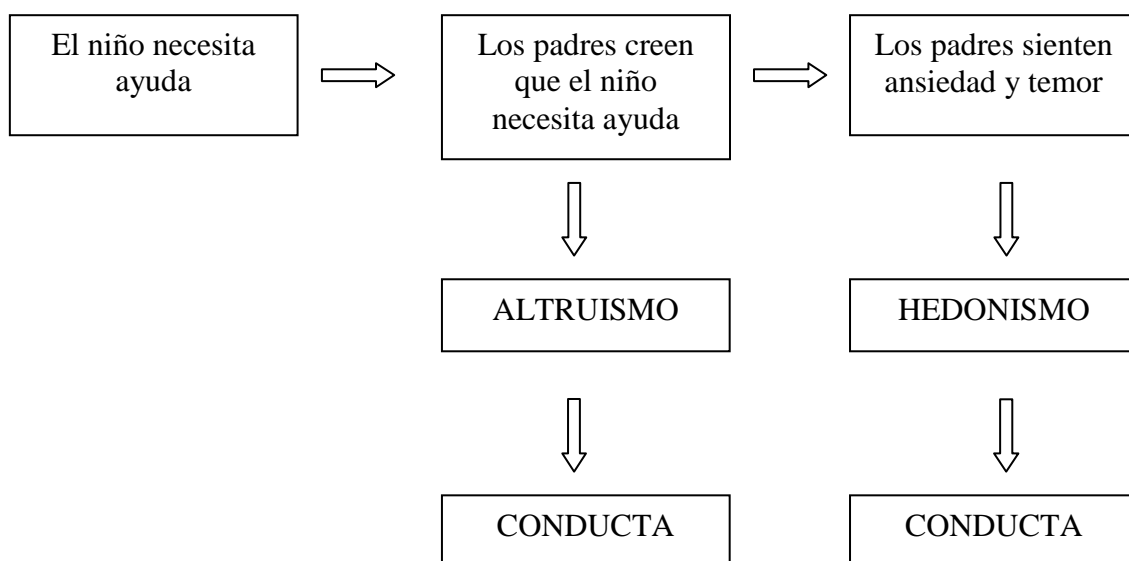 El niño necesita
ayuda
Los padres creen
que el niño
necesita ayuda
Los padres sienten
ansiedad y temor
ALTRUISMO
HEDONISMO
CONDUCTA
CONDUCTA